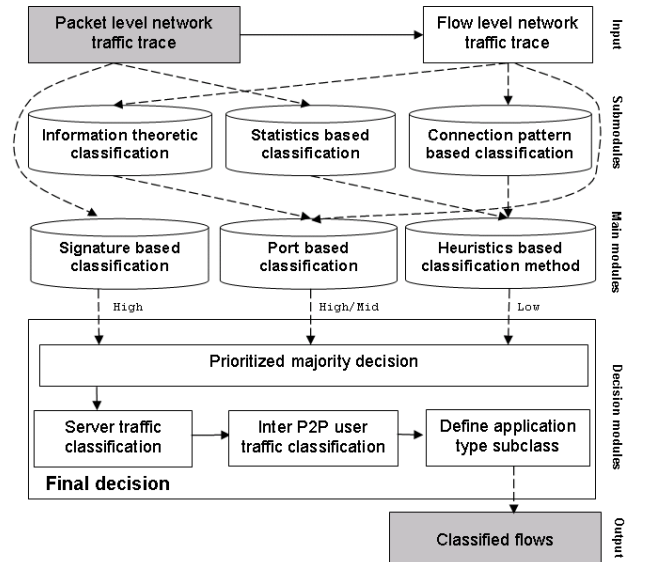 Packet level network
traffic trace
Flow level network
traffic trace
Input
Information theoretic
classification
Statistics based
classification
Connection pattern
based classification
Submodules
Signature based
classification
Port based
classification
Heuristics based
classification method
Main modules
High
High/Mid
Low
Prioritized majority decision
Server traffic
classification
Inter P2P user
traffic classification
Define application
type subclass
Final decision
Decision modules
Classified flows
Output